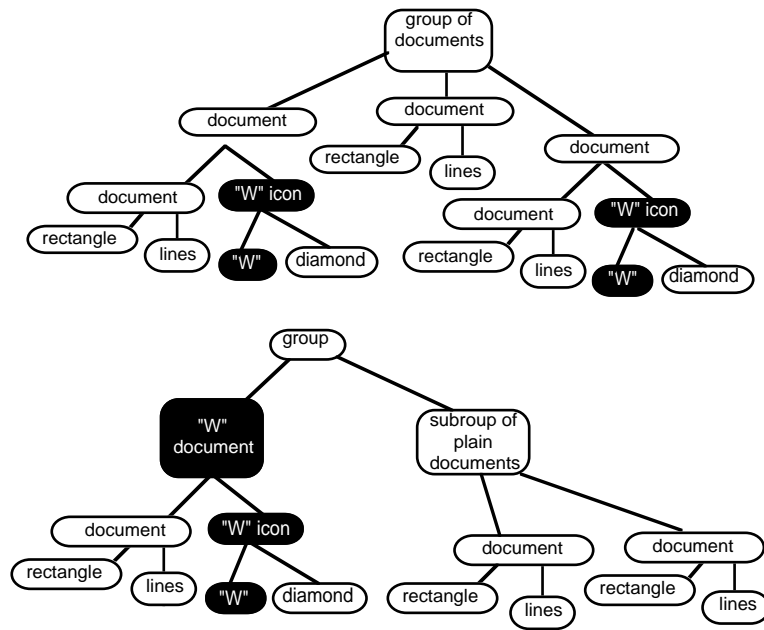 group of
documents
document
document
document
rectangle
lines
document
"W" icon
rectangle
lines
"W"
diamond
document
"W" icon
rectangle
lines
"W"
diamond
group
"W"
document
subroup of
plain
documents
document
"W" icon
rectangle
lines
"W"
diamond
document
rectangle
lines
document
rectangle
lines